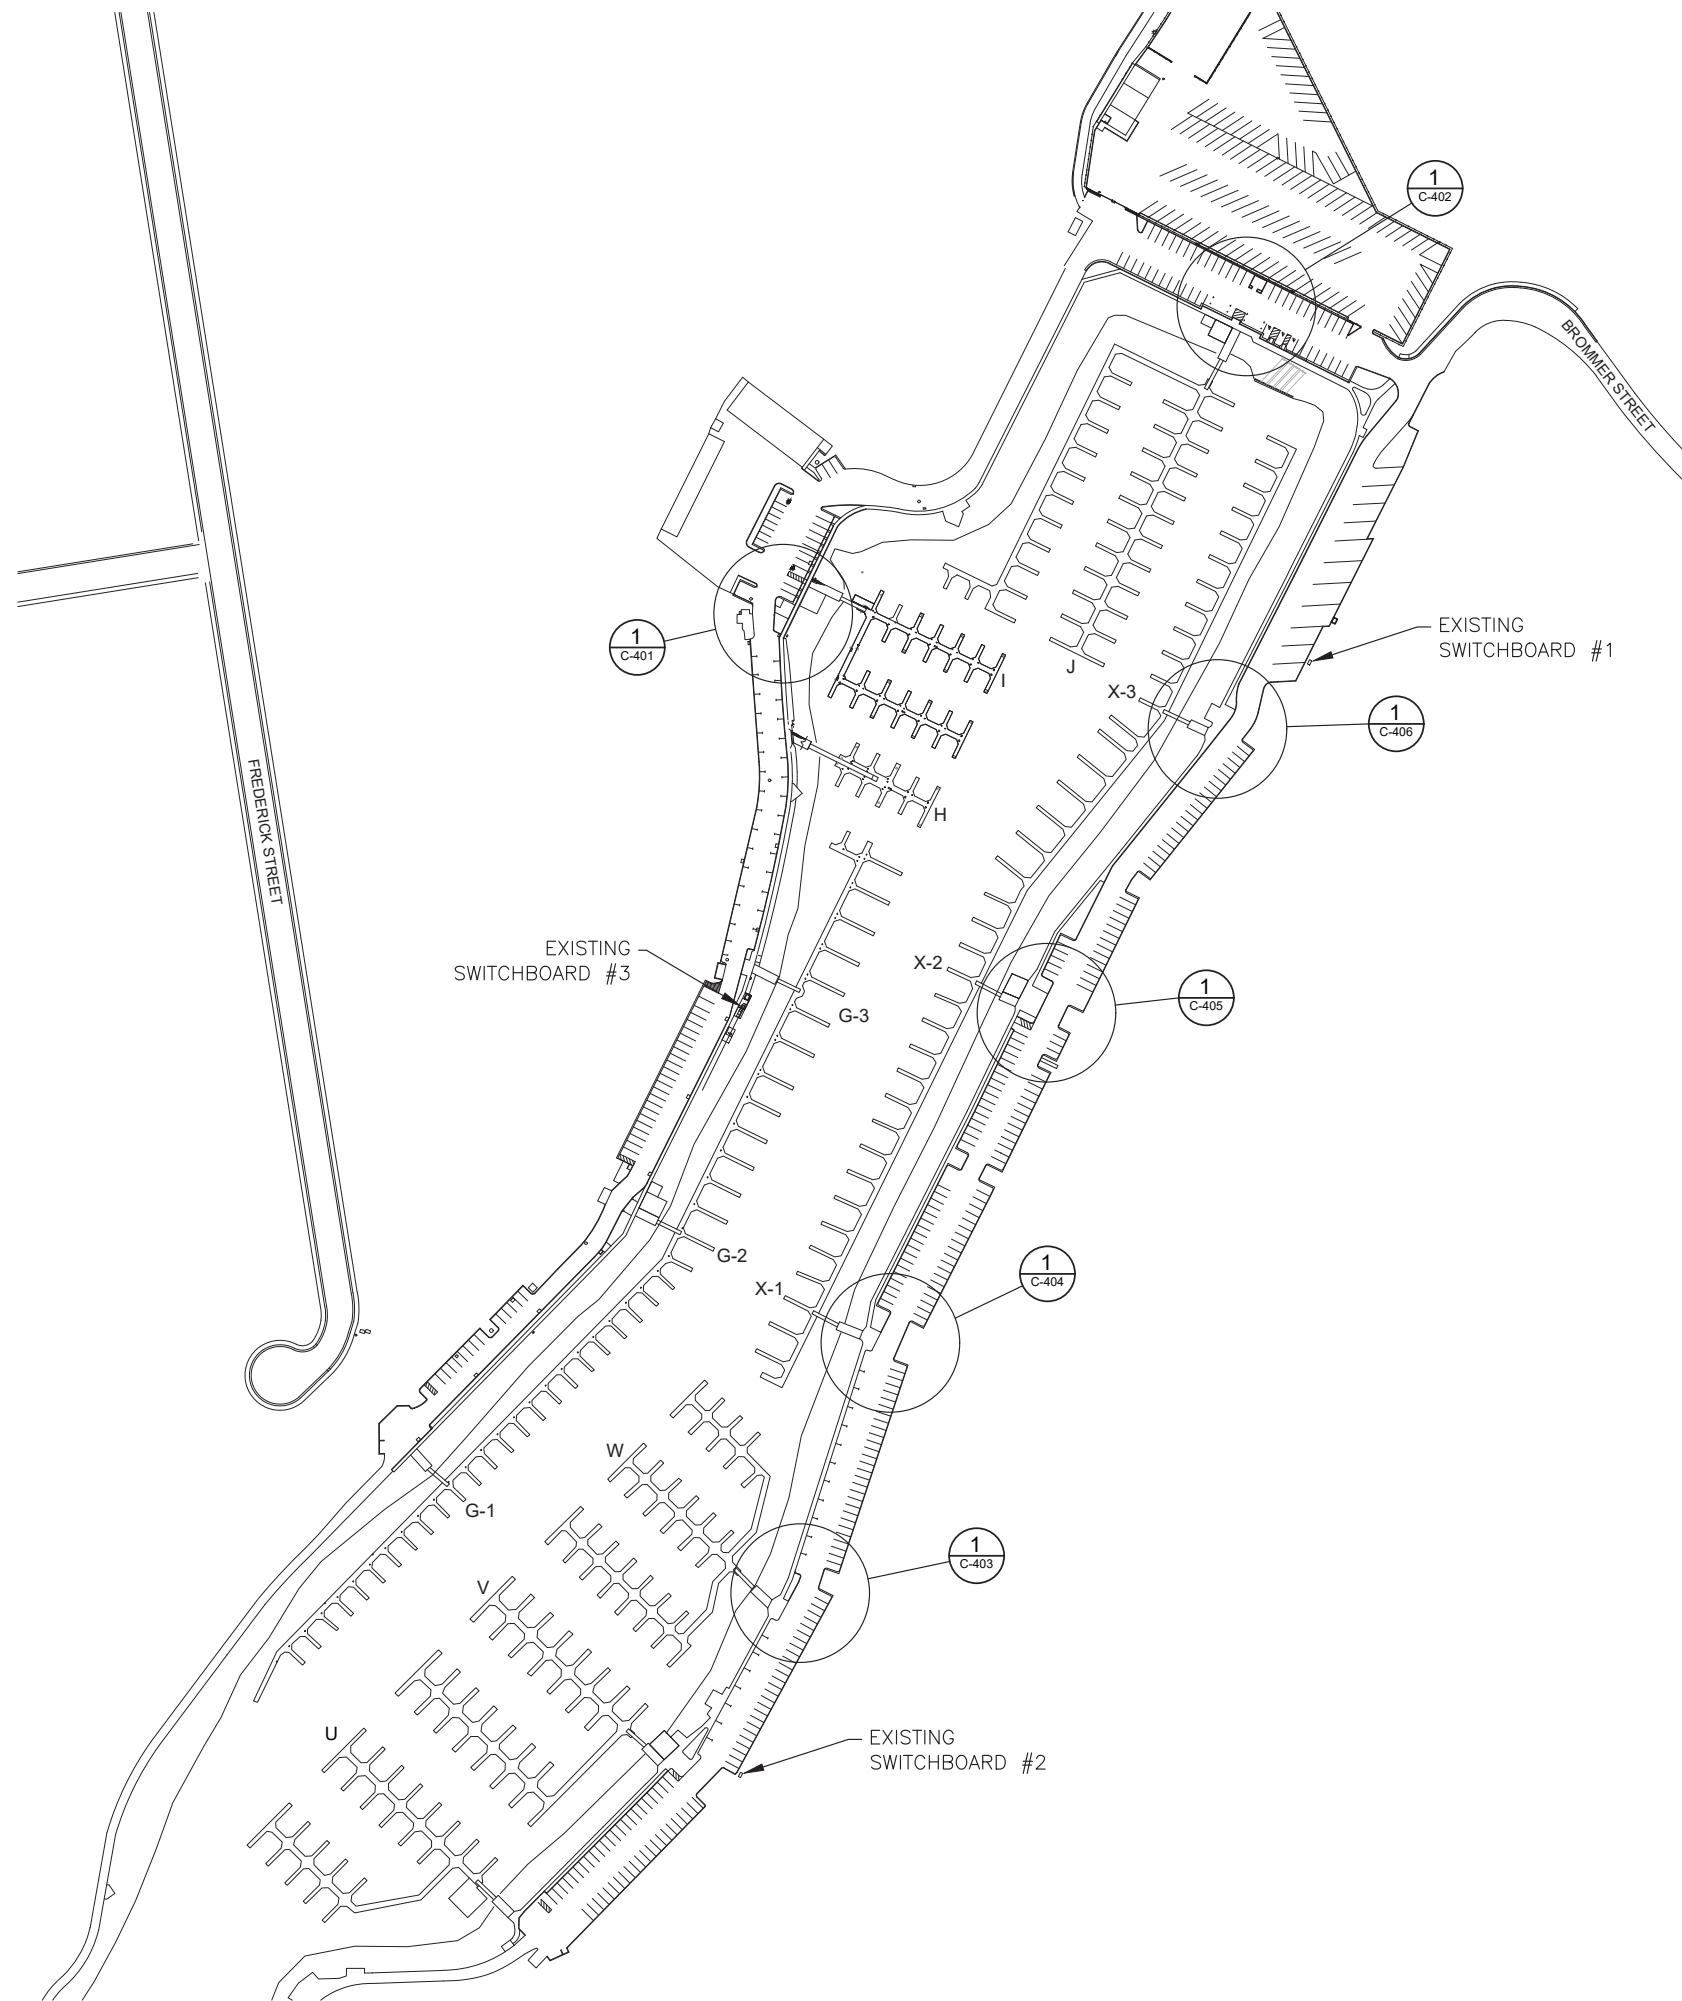 1
C-402
BROMMER STREET
EXISTING
SWITCHBOARD #1
1
C-401
I
J
X-3
1
C-406
FREDERICK STREET
H
EXISTING
SWITCHBOARD #3
X-2
1
C-405
G-3
G-2
X-1
1
C-404
W
G-1
1
C-403
V
U
EXISTING
SWITCHBOARD #2